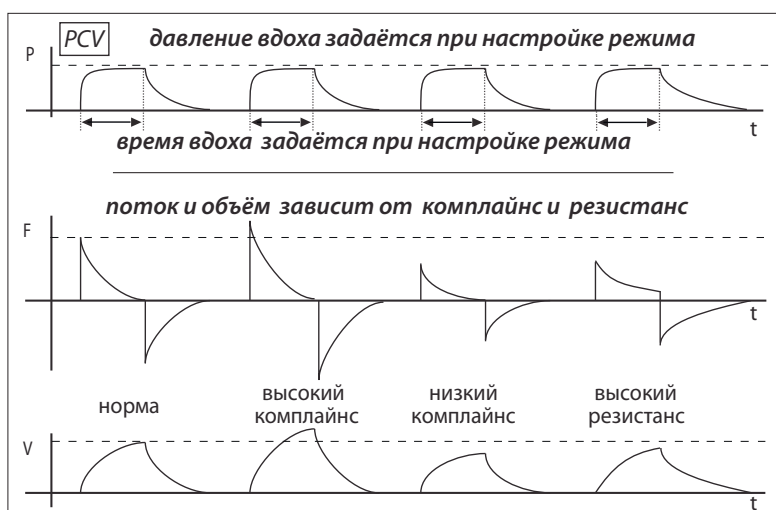 PCV давление вдоха задаётся при настройке режима
P
t
время вдоха задаётся при настройке режима
поток и объём зависит от комплайнс и резистанс
F
t
норма
высокий
комплайнс
низкий
комплайнс
высокий
резистанс
V
t